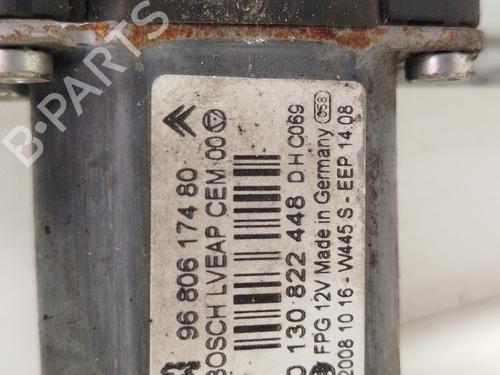 B-PARTS
96 806 174 80
BOSCH LVEAP CEM 00
0 130 822 448 D H C069
FPG 12V Made in Germany 058
2008 10 16 - W445 S - EEP 14.08